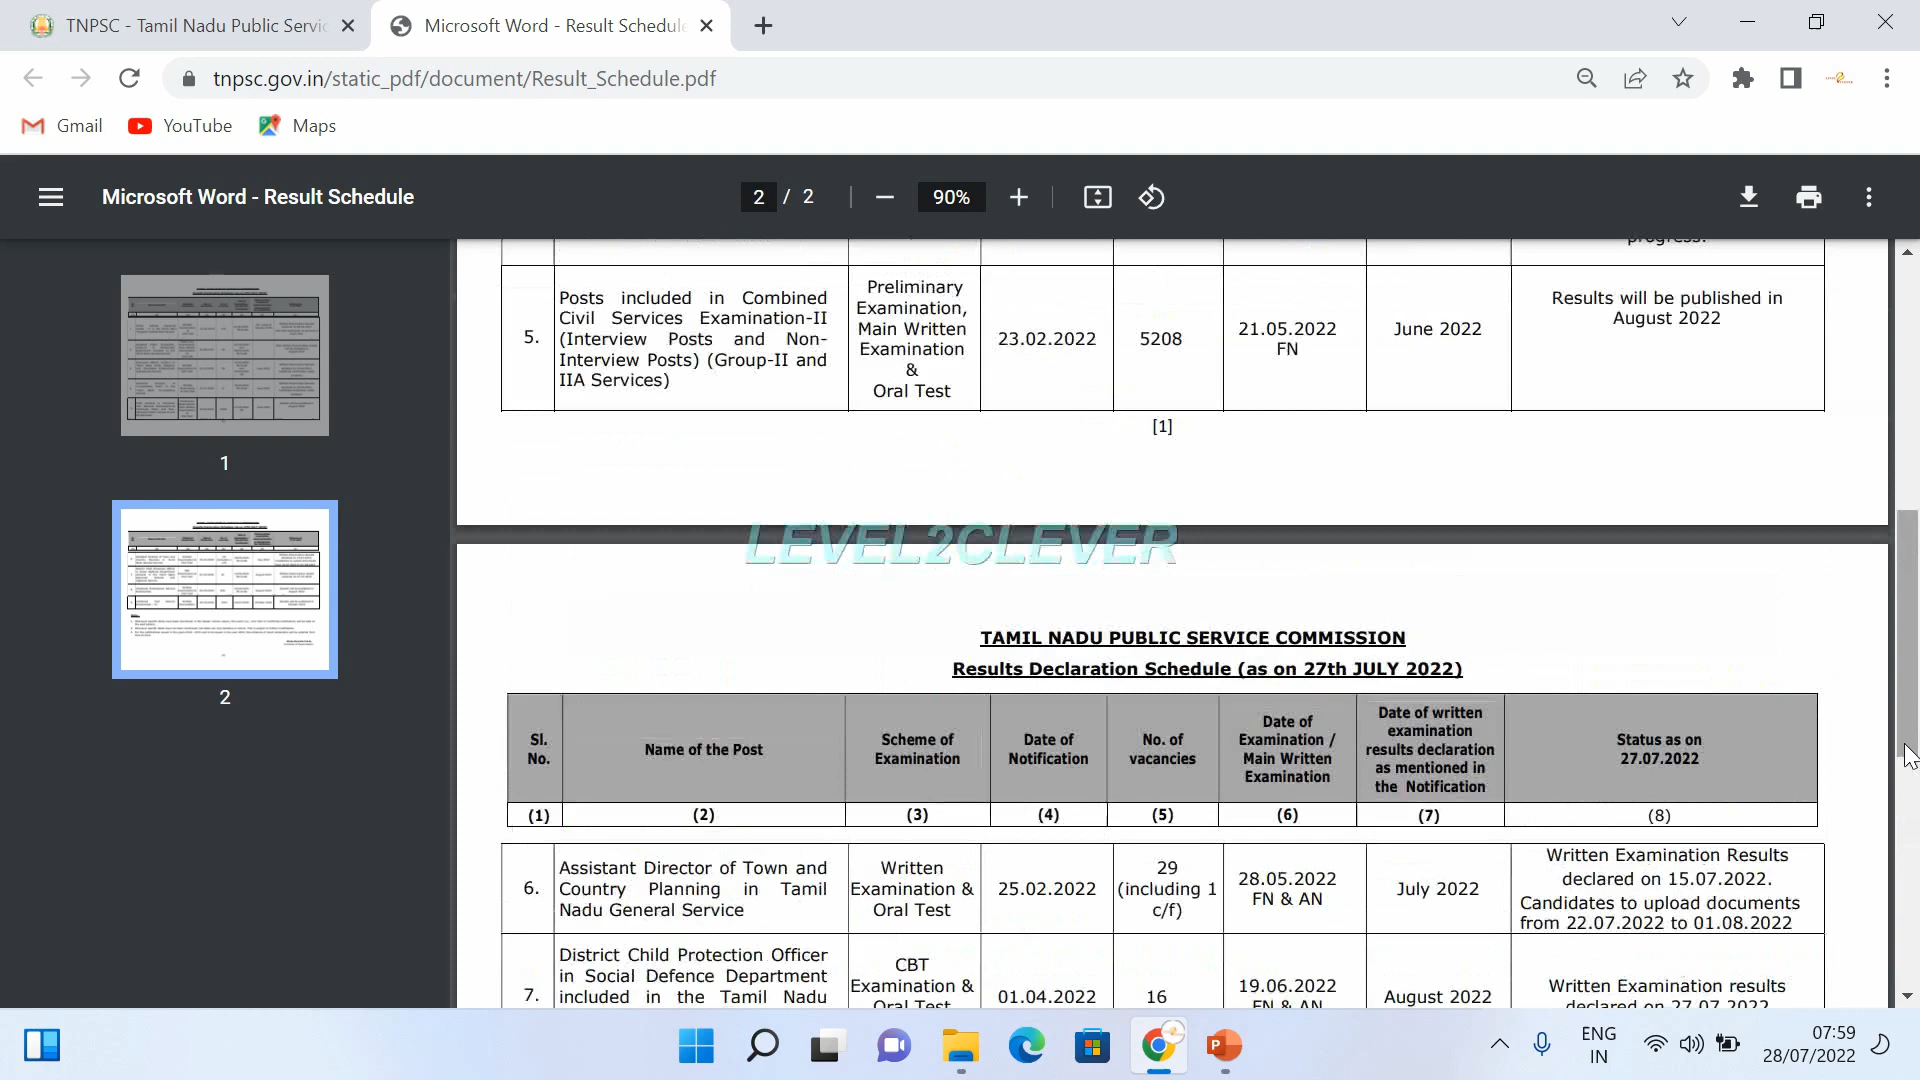 TNPSC - Tamil Nadu Public Servic
Microsoft Word - Result Schedule
tnpsc.gov.in/static_pdf/document/Result_Schedule.pdf
Gmail
YouTube
Maps
Microsoft Word - Result Schedule
2 / 2
90%
1
2
progress.
5.
Posts included in Combined
Civil Services Examination-II
(Interview Posts and Non-
Interview Posts) (Group-II and
IIA Services)
Preliminary
Examination,
Main Written
Examination
&
Oral Test
23.02.2022
5208
21.05.2022
FN
June 2022
Results will be published in
August 2022
[1]
LEVEL2CLEVER
TAMIL NADU PUBLIC SERVICE COMMISSION
Results Declaration Schedule (as on 27th JULY 2022)
Sl.
No.
Name of the Post
Scheme of
Examination
Date of
Notification
No. of
vacancies
Date of
Examination /
Main Written
Examination
Date of written
examination
results declaration
as mentioned in
the Notification
Status as on
27.07.2022
(1)
(2)
(3)
(4)
(5)
(6)
(7)
(8)
6.
Assistant Director of Town and
Country Planning in Tamil
Nadu General Service
Written
Examination &
Oral Test
25.02.2022
29
(including 1
c/f)
28.05.2022
FN & AN
July 2022
Written Examination Results
declared on 15.07.2022.
Candidates to upload documents
from 22.07.2022 to 01.08.2022
7.
District Child Protection Officer
in Social Defence Department
included in the Tamil Nadu
CBT
Examination &
Oral Test
01.04.2022
16
19.06.2022
FN & AN
August 2022
Written Examination results
declared on 27.07.2022
ENG
IN
07:59
28/07/2022